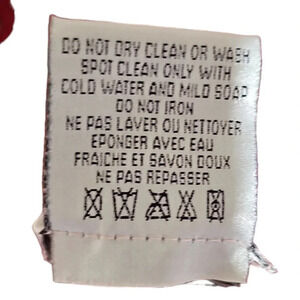 DO NOT DRY CLEAN OR WASH
SPOT CLEAN ONLY WITH
COLD WATER AND MILD SOAP
DO NOT IRON
NE PAS LAVER OU NETTOYER
EPONGER AVEC EAU
FRAICHE ET SAVON DOUX
NE PAS REPASSER